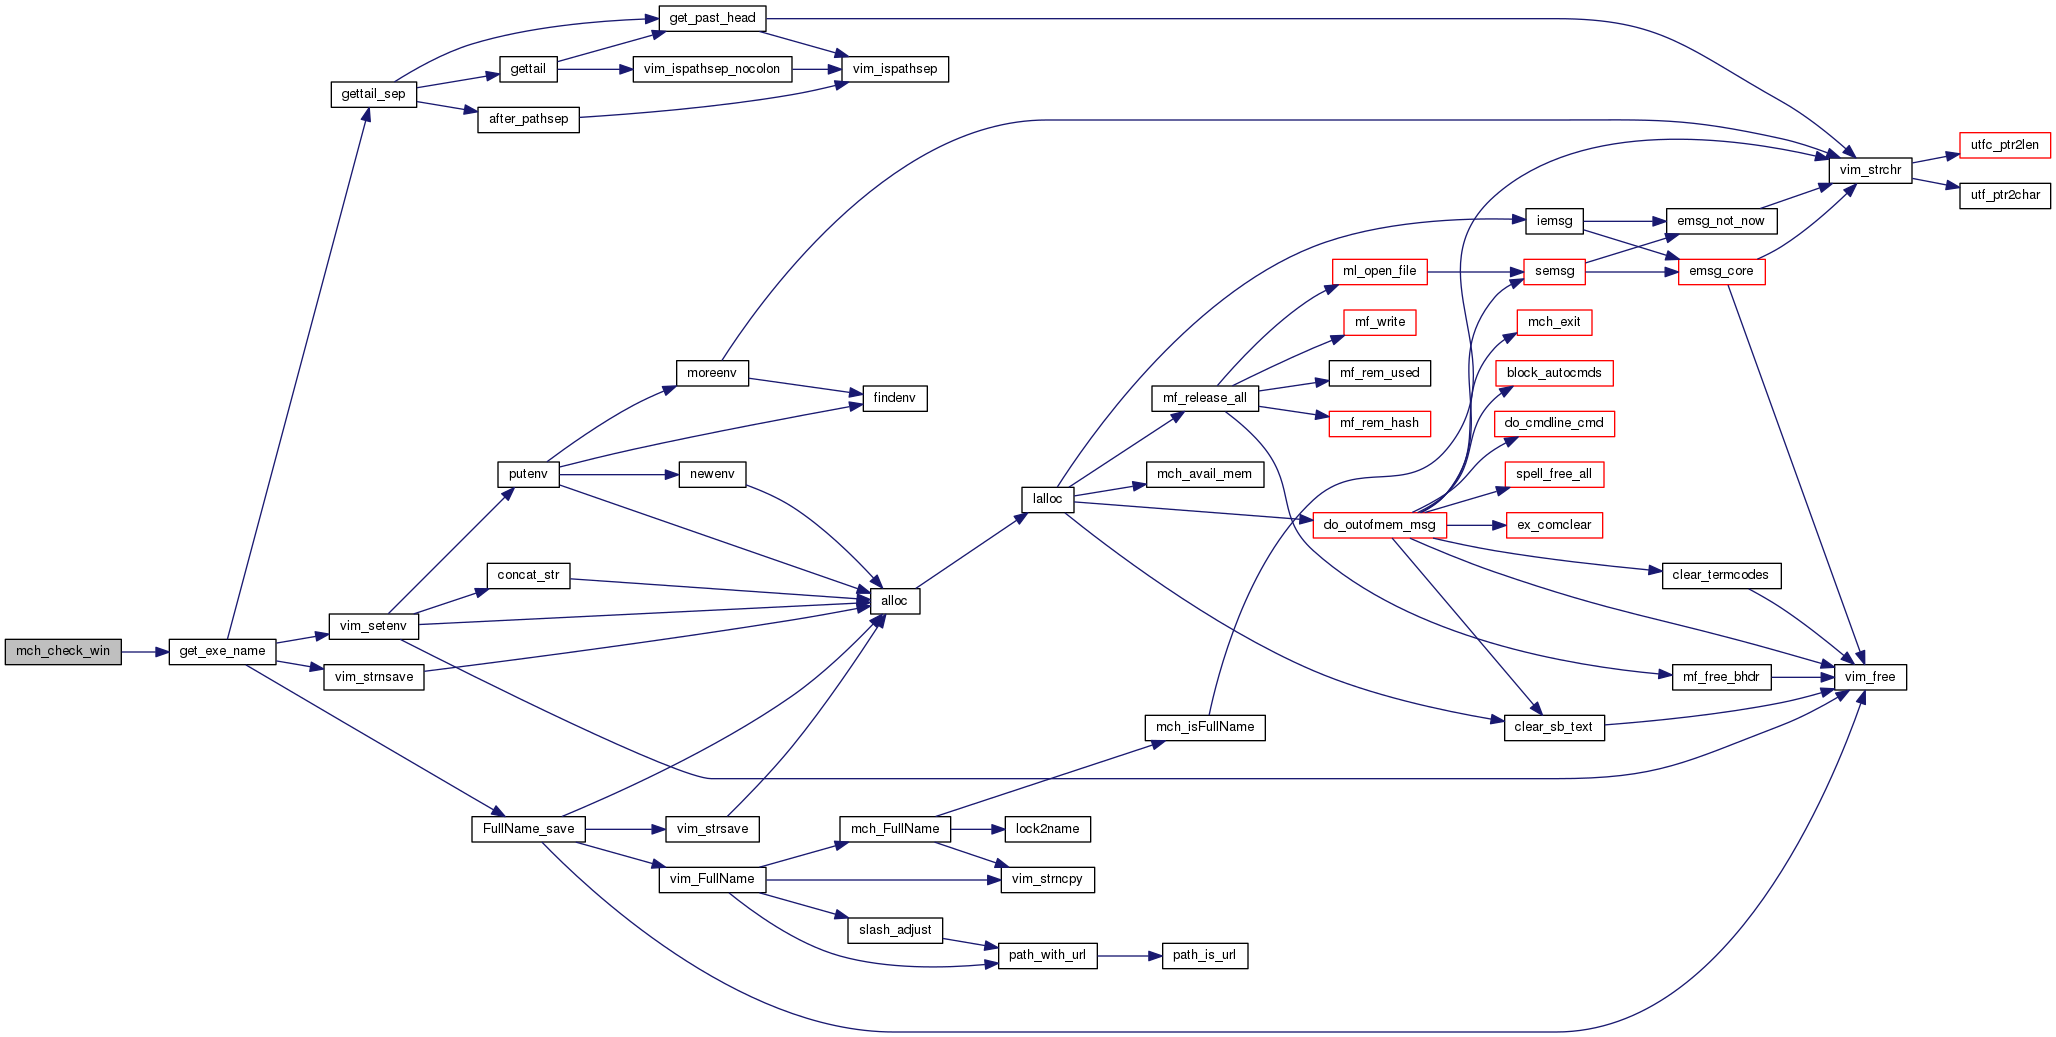 get_past_head
gettail
vim_ispathsep_nocolon
vim_ispathsep
gettail_sep
after_pathsep
utfc_ptr2len
vim_strchr
utf_ptr2char
iemsg
emsg_not_now
ml_open_file
semsg
emsg_core
mf_write
mch_exit
moreenv
mf_rem_used
block_autocmds
findenv
mf_release_all
mf_rem_hash
do_cmdline_cmd
putenv
newenv
mch_avail_mem
spell_free_all
lalloc
do_outofmem_msg
ex_comclear
concat_str
clear_termcodes
alloc
vim_setenv
mch_check_win
get_exe_name
vim_strnsave
mf_free_bhdr
vim_free
mch_isFullName
clear_sb_text
FullName_save
vim_strsave
mch_FullName
lock2name
vim_FullName
vim_strncpy
slash_adjust
path_with_url
path_is_url